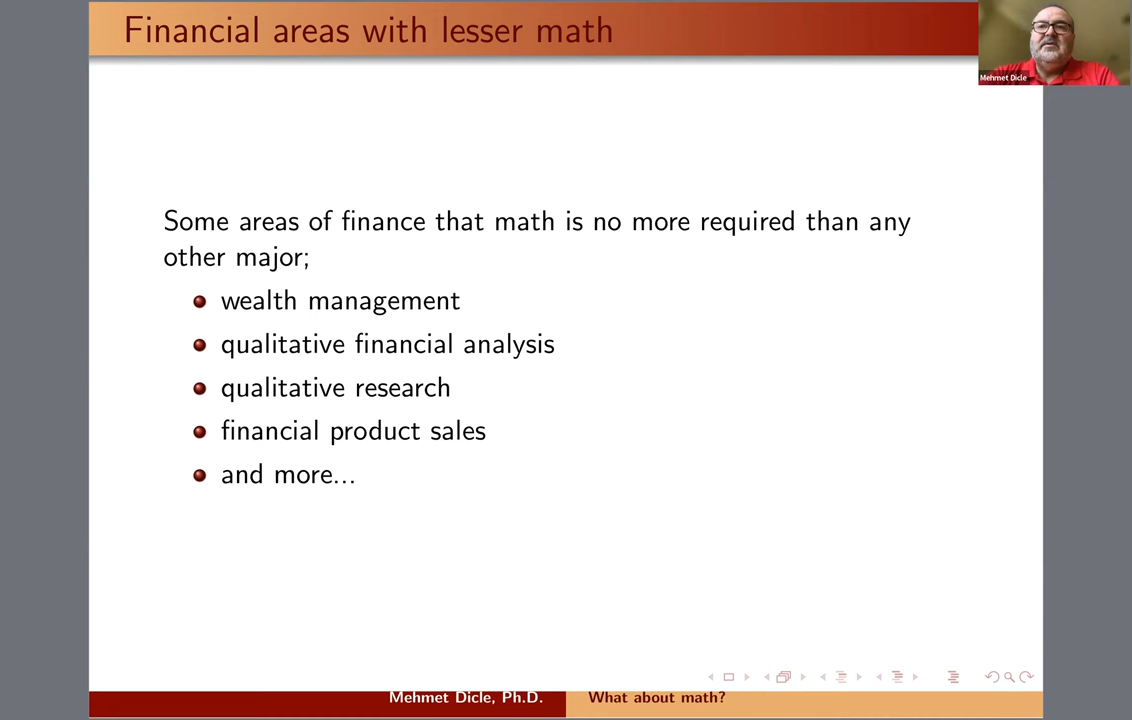 Financial areas with lesser math
Mehmet Dicle
Some areas of finance that math is no more required than any
other major;
wealth management
qualitative financial analysis
qualitative research
financial product sales
and more...
Mehmet Dicle, Ph.D.
What about math?